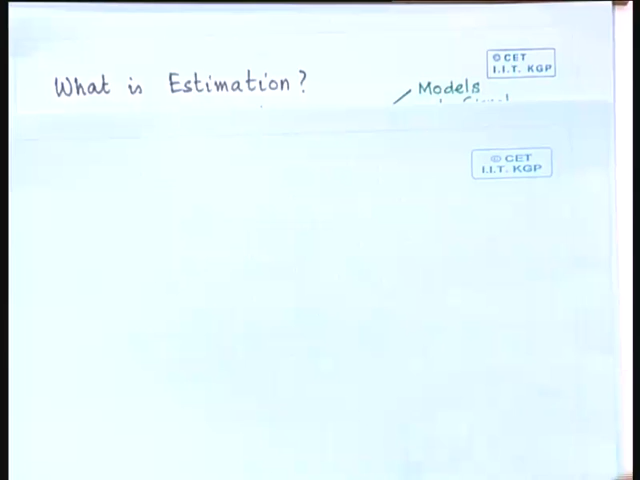 What is Estimation?
© CET
I.I.T. KGP
Models
© CET
I.I.T. KGP